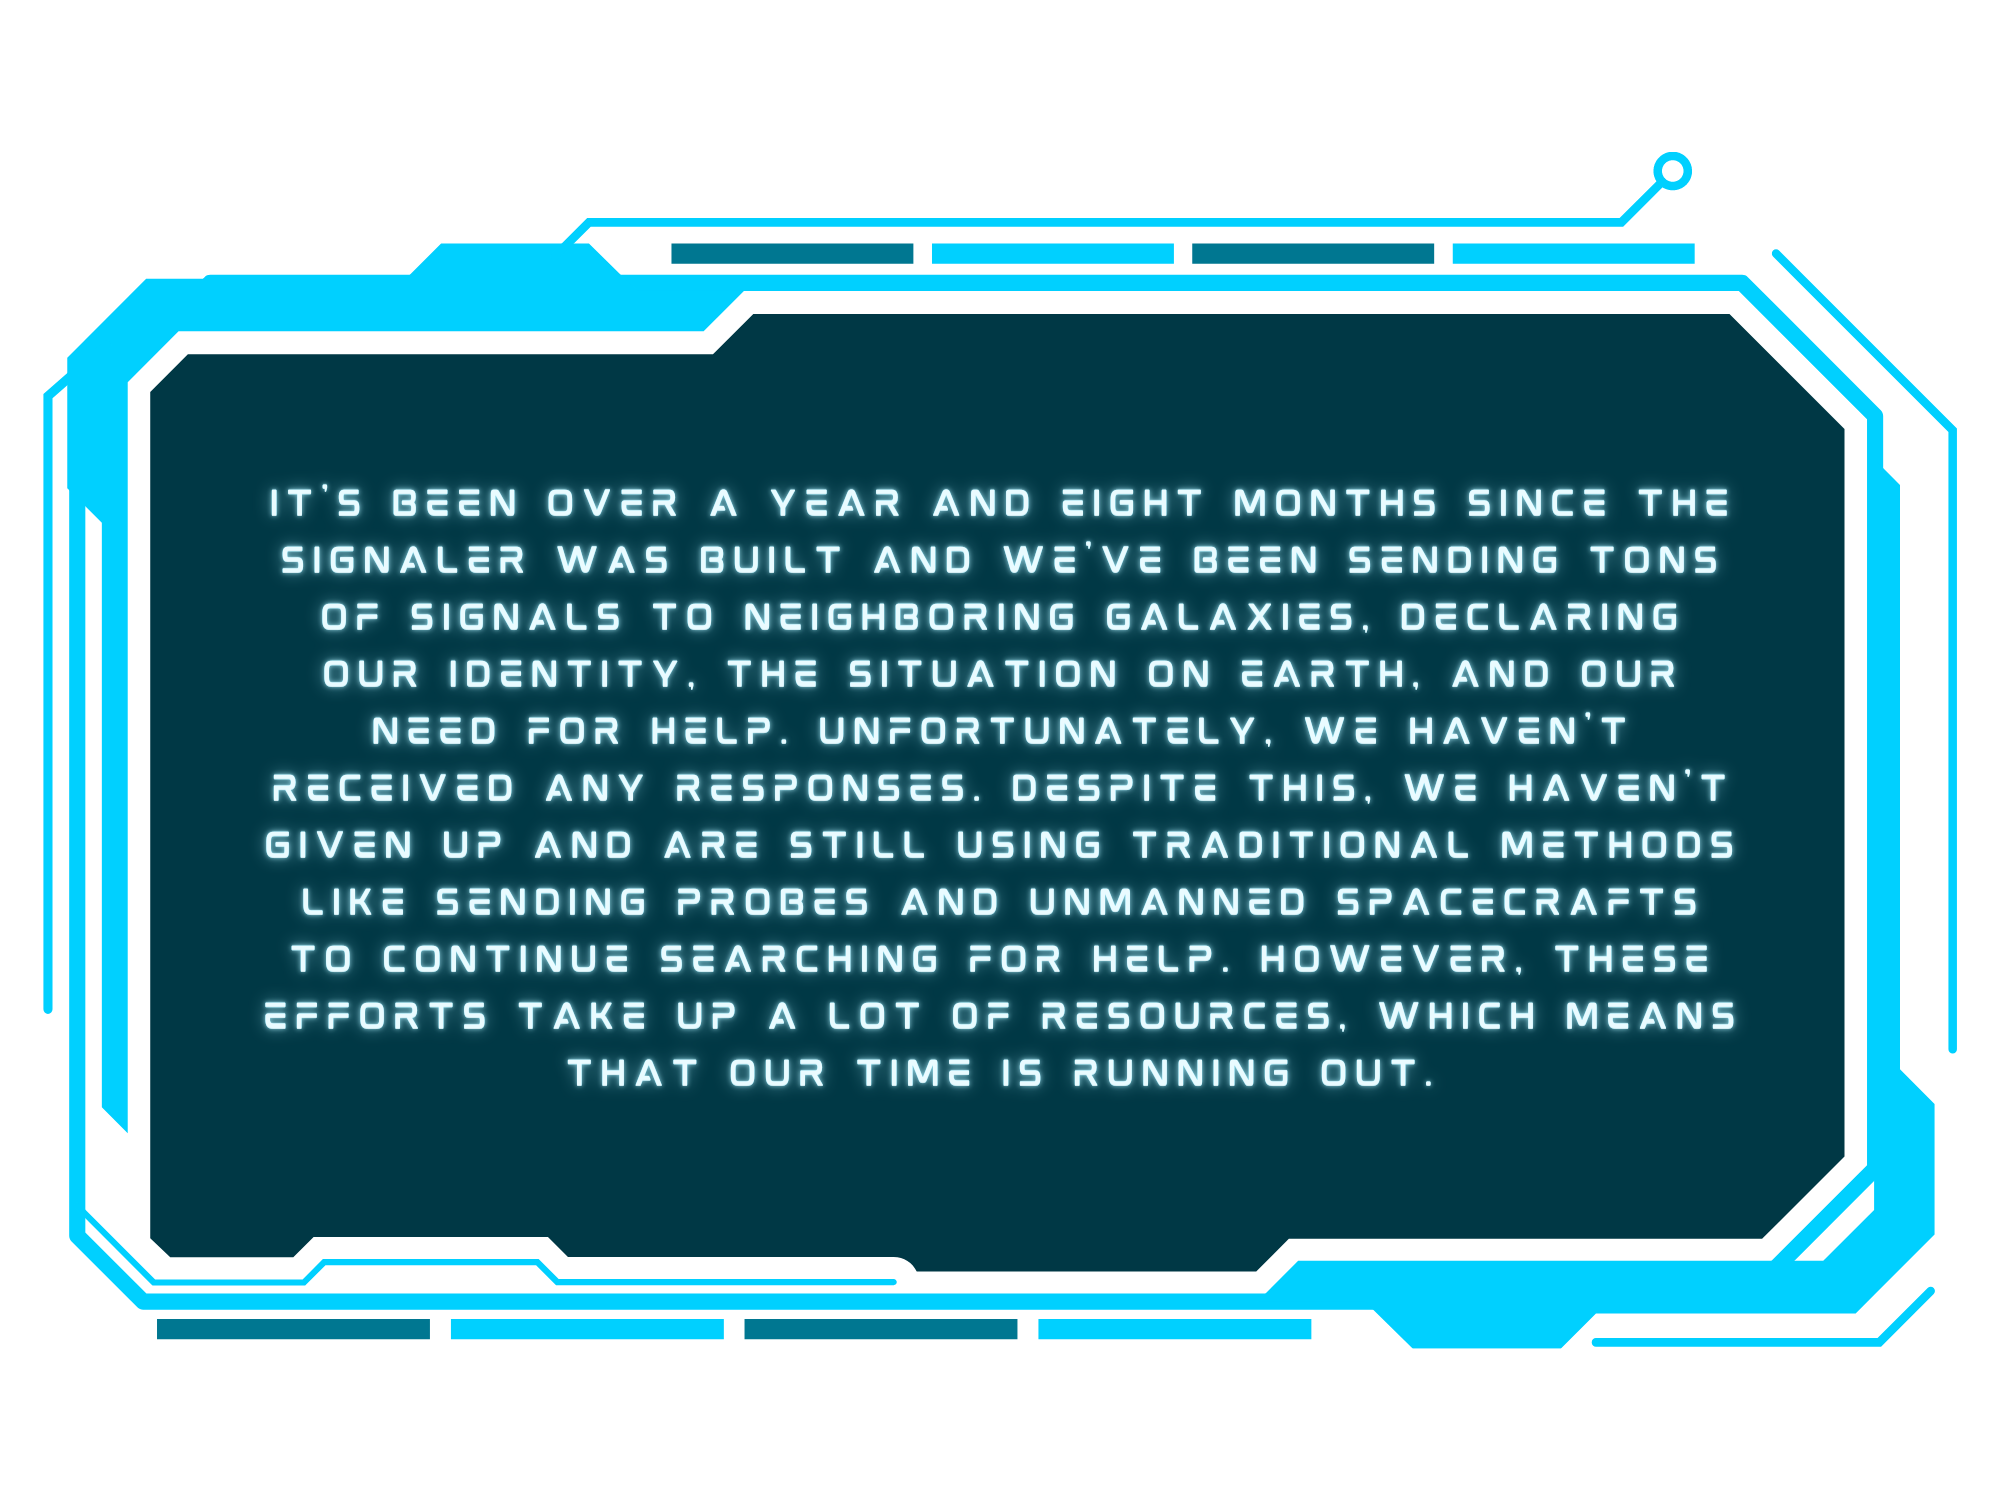 IT'S BEEN OVER A YEAR AND EIGHT MONTHS SINCE THE
SIGNALER WAS BUILT AND WE'VE BEEN SENDING TONS
OF SIGNALS TO NEIGHBORING GALAXIES, DECLARING
OUR IDENTITY, THE SITUATION ON EARTH, AND OUR
NEED FOR HELP. UNFORTUNATELY, WE HAVEN'T
RECEIVED ANY RESPONSES. DESPITE THIS, WE HAVEN'T
GIVEN UP AND ARE STILL USING TRADITIONAL METHODS
LIKE SENDING PROBES AND UNMANNED SPACECRAFTS
TO CONTINUE SEARCHING FOR HELP. HOWEVER, THESE
EFFORTS TAKE UP A LOT OF RESOURCES, WHICH MEANS
THAT OUR TIME IS RUNNING OUT.